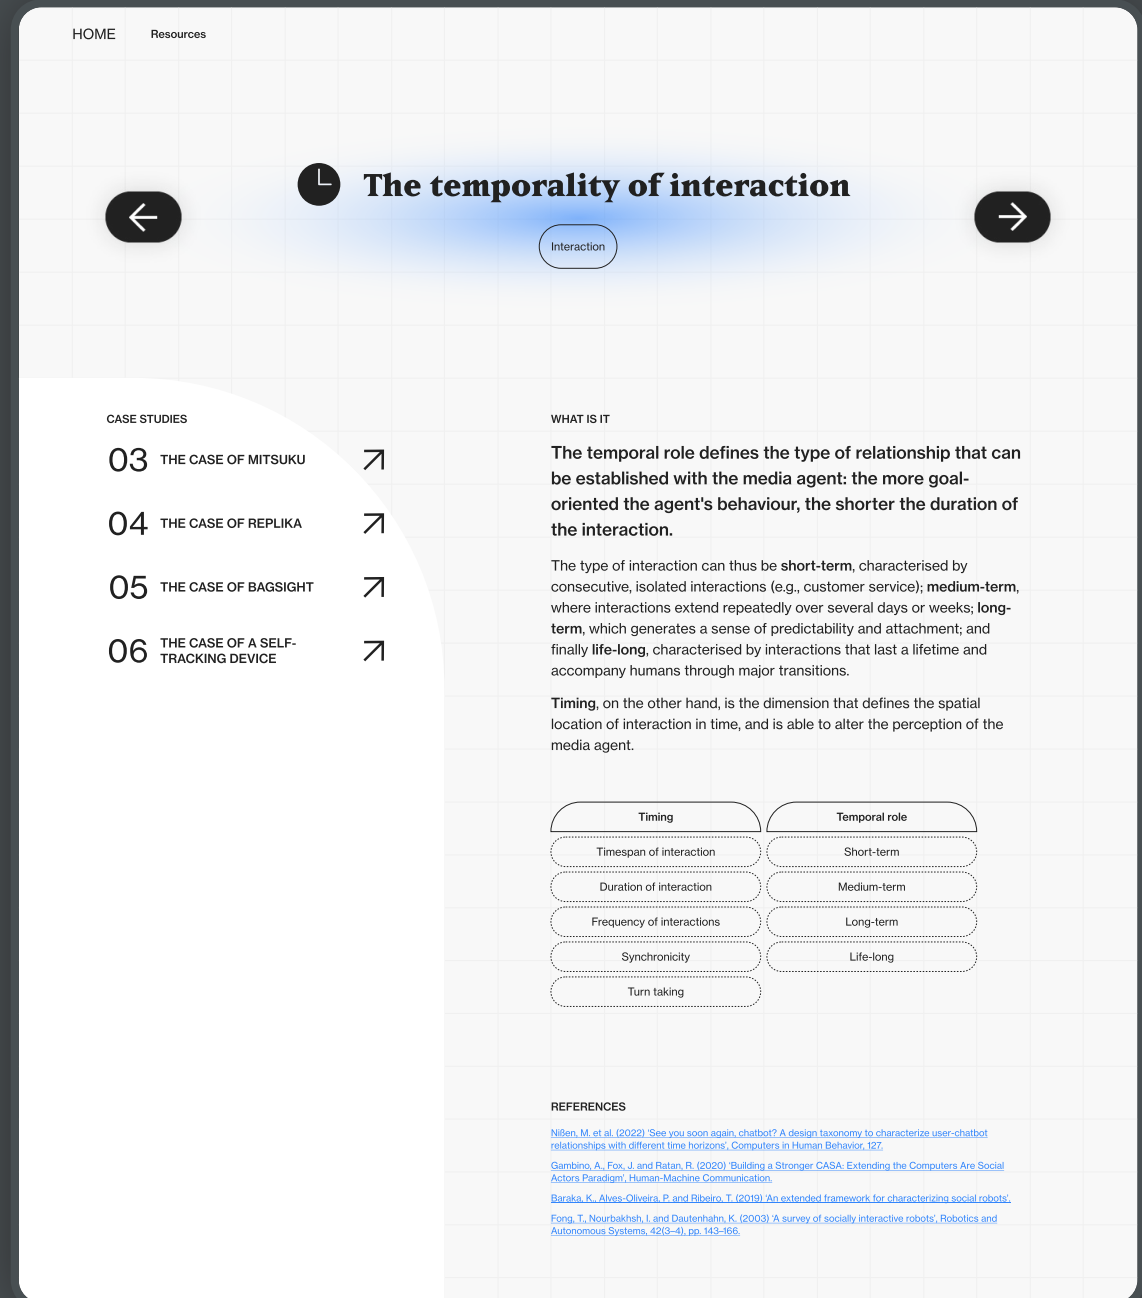 HOME
Resources
The temporality of interaction
Interaction
CASE STUDIES
03 THE CASE OF MITSUKU
04 THE CASE OF REPLIKA
05 THE CASE OF BAGSIGHT
06 THE CASE OF A SELF-
TRACKING DEVICE
WHAT IS IT
The temporal role defines the type of relationship that can
be established with the media agent: the more goal-
oriented the agent's behaviour, the shorter the duration of
the interaction.
The type of interaction can thus be short-term, characterised by
consecutive, isolated interactions (e.g., customer service); medium-term,
where interactions extend repeatedly over several days or weeks; long-
term, which generates a sense of predictability and attachment; and
finally life-long, characterised by interactions that last a lifetime and
accompany humans through major transitions.
Timing, on the other hand, is the dimension that defines the spatial
location of interaction in time, and is able to alter the perception of the
media agent.
Timing
Timespan of interaction
Duration of interaction
Frequency of interactions
Synchronicity
Turn taking
Temporal role
Short-term
Medium-term
Long-term
Life-long
REFERENCES
Nißen, M. et al. (2022) ‘See you soon again, chatbot? A design taxonomy to characterize user-chatbot
relationships with different time horizons’, Computers in Human Behavior, 127.
Gambino, A., Fox, J. and Ratan, R. (2020) ‘Building a Stronger CASA: Extending the Computers Are Social
Actors Paradigm’, Human-Machine Communication.
Baraka, K., Alves-Oliveira, P. and Ribeiro, T. (2019) ‘An extended framework for characterizing social robots’.
Fong, T., Nourbakhsh, I. and Dautenhahn, K. (2003) ‘A survey of socially interactive robots’, Robotics and
Autonomous Systems, 42(3–4), pp. 143–166.